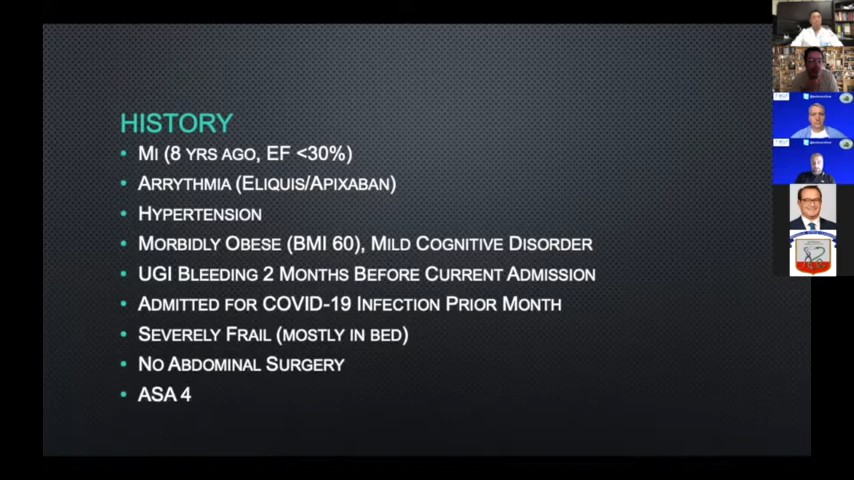 HISTORY
• MI (8 YRS AGO, EF <30%)
• ARRYTHMIA (ELIQUIS/APIXABAN)
• HYPERTENSION
• MORBIDLY OBESE (BMI 60), MILD COGNITIVE DISORDER
• UGI BLEEDING 2 MONTHS BEFORE CURRENT ADMISSION
• ADMITTED FOR COVID-19 INFECTION PRIOR MONTH
• SEVERELY FRAIL (MOSTLY IN BED)
• NO ABDOMINAL SURGERY
• ASA 4